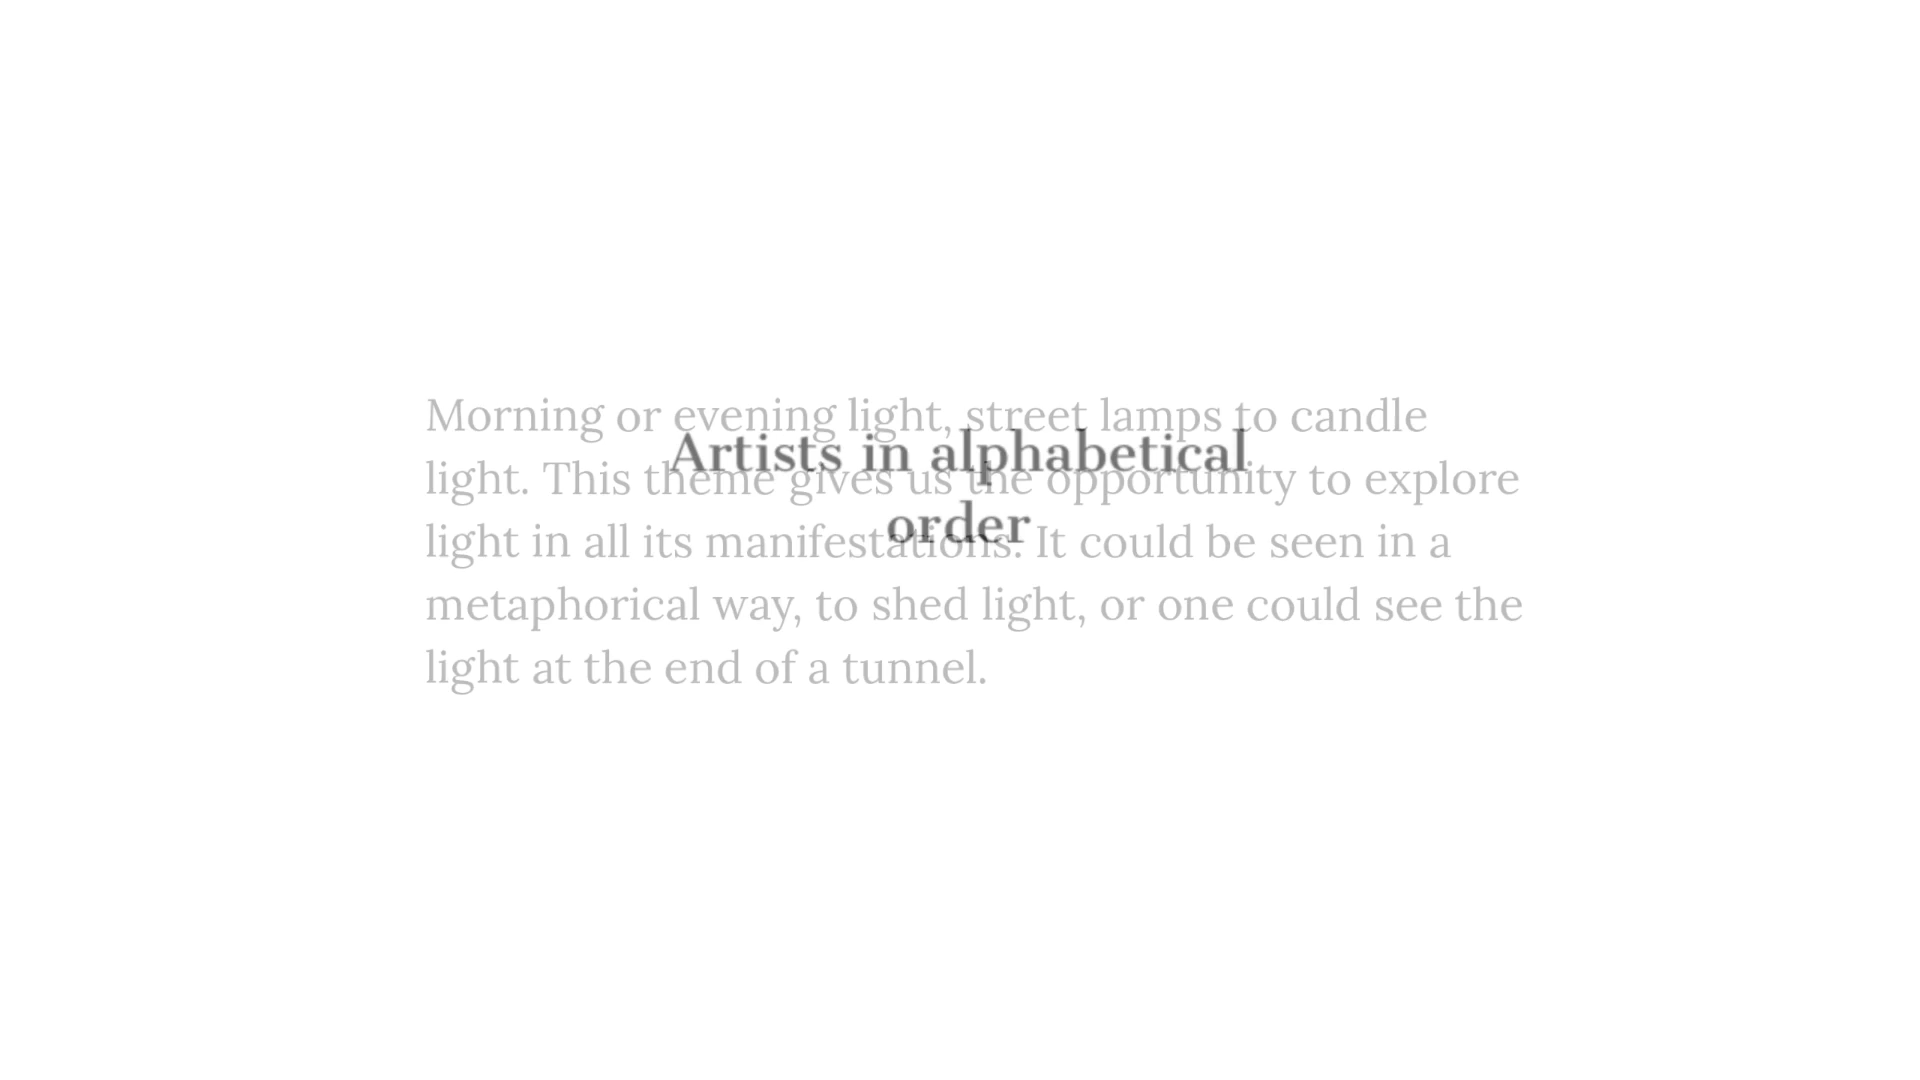 Morning or evening light, street lamps to candle
light. This theme gives us the opportunity to explore
light in all its manifestations. It could be seen in a
metaphorical way, to shed light, or one could see the
light at the end of a tunnel.
Artists in alphabetical
order